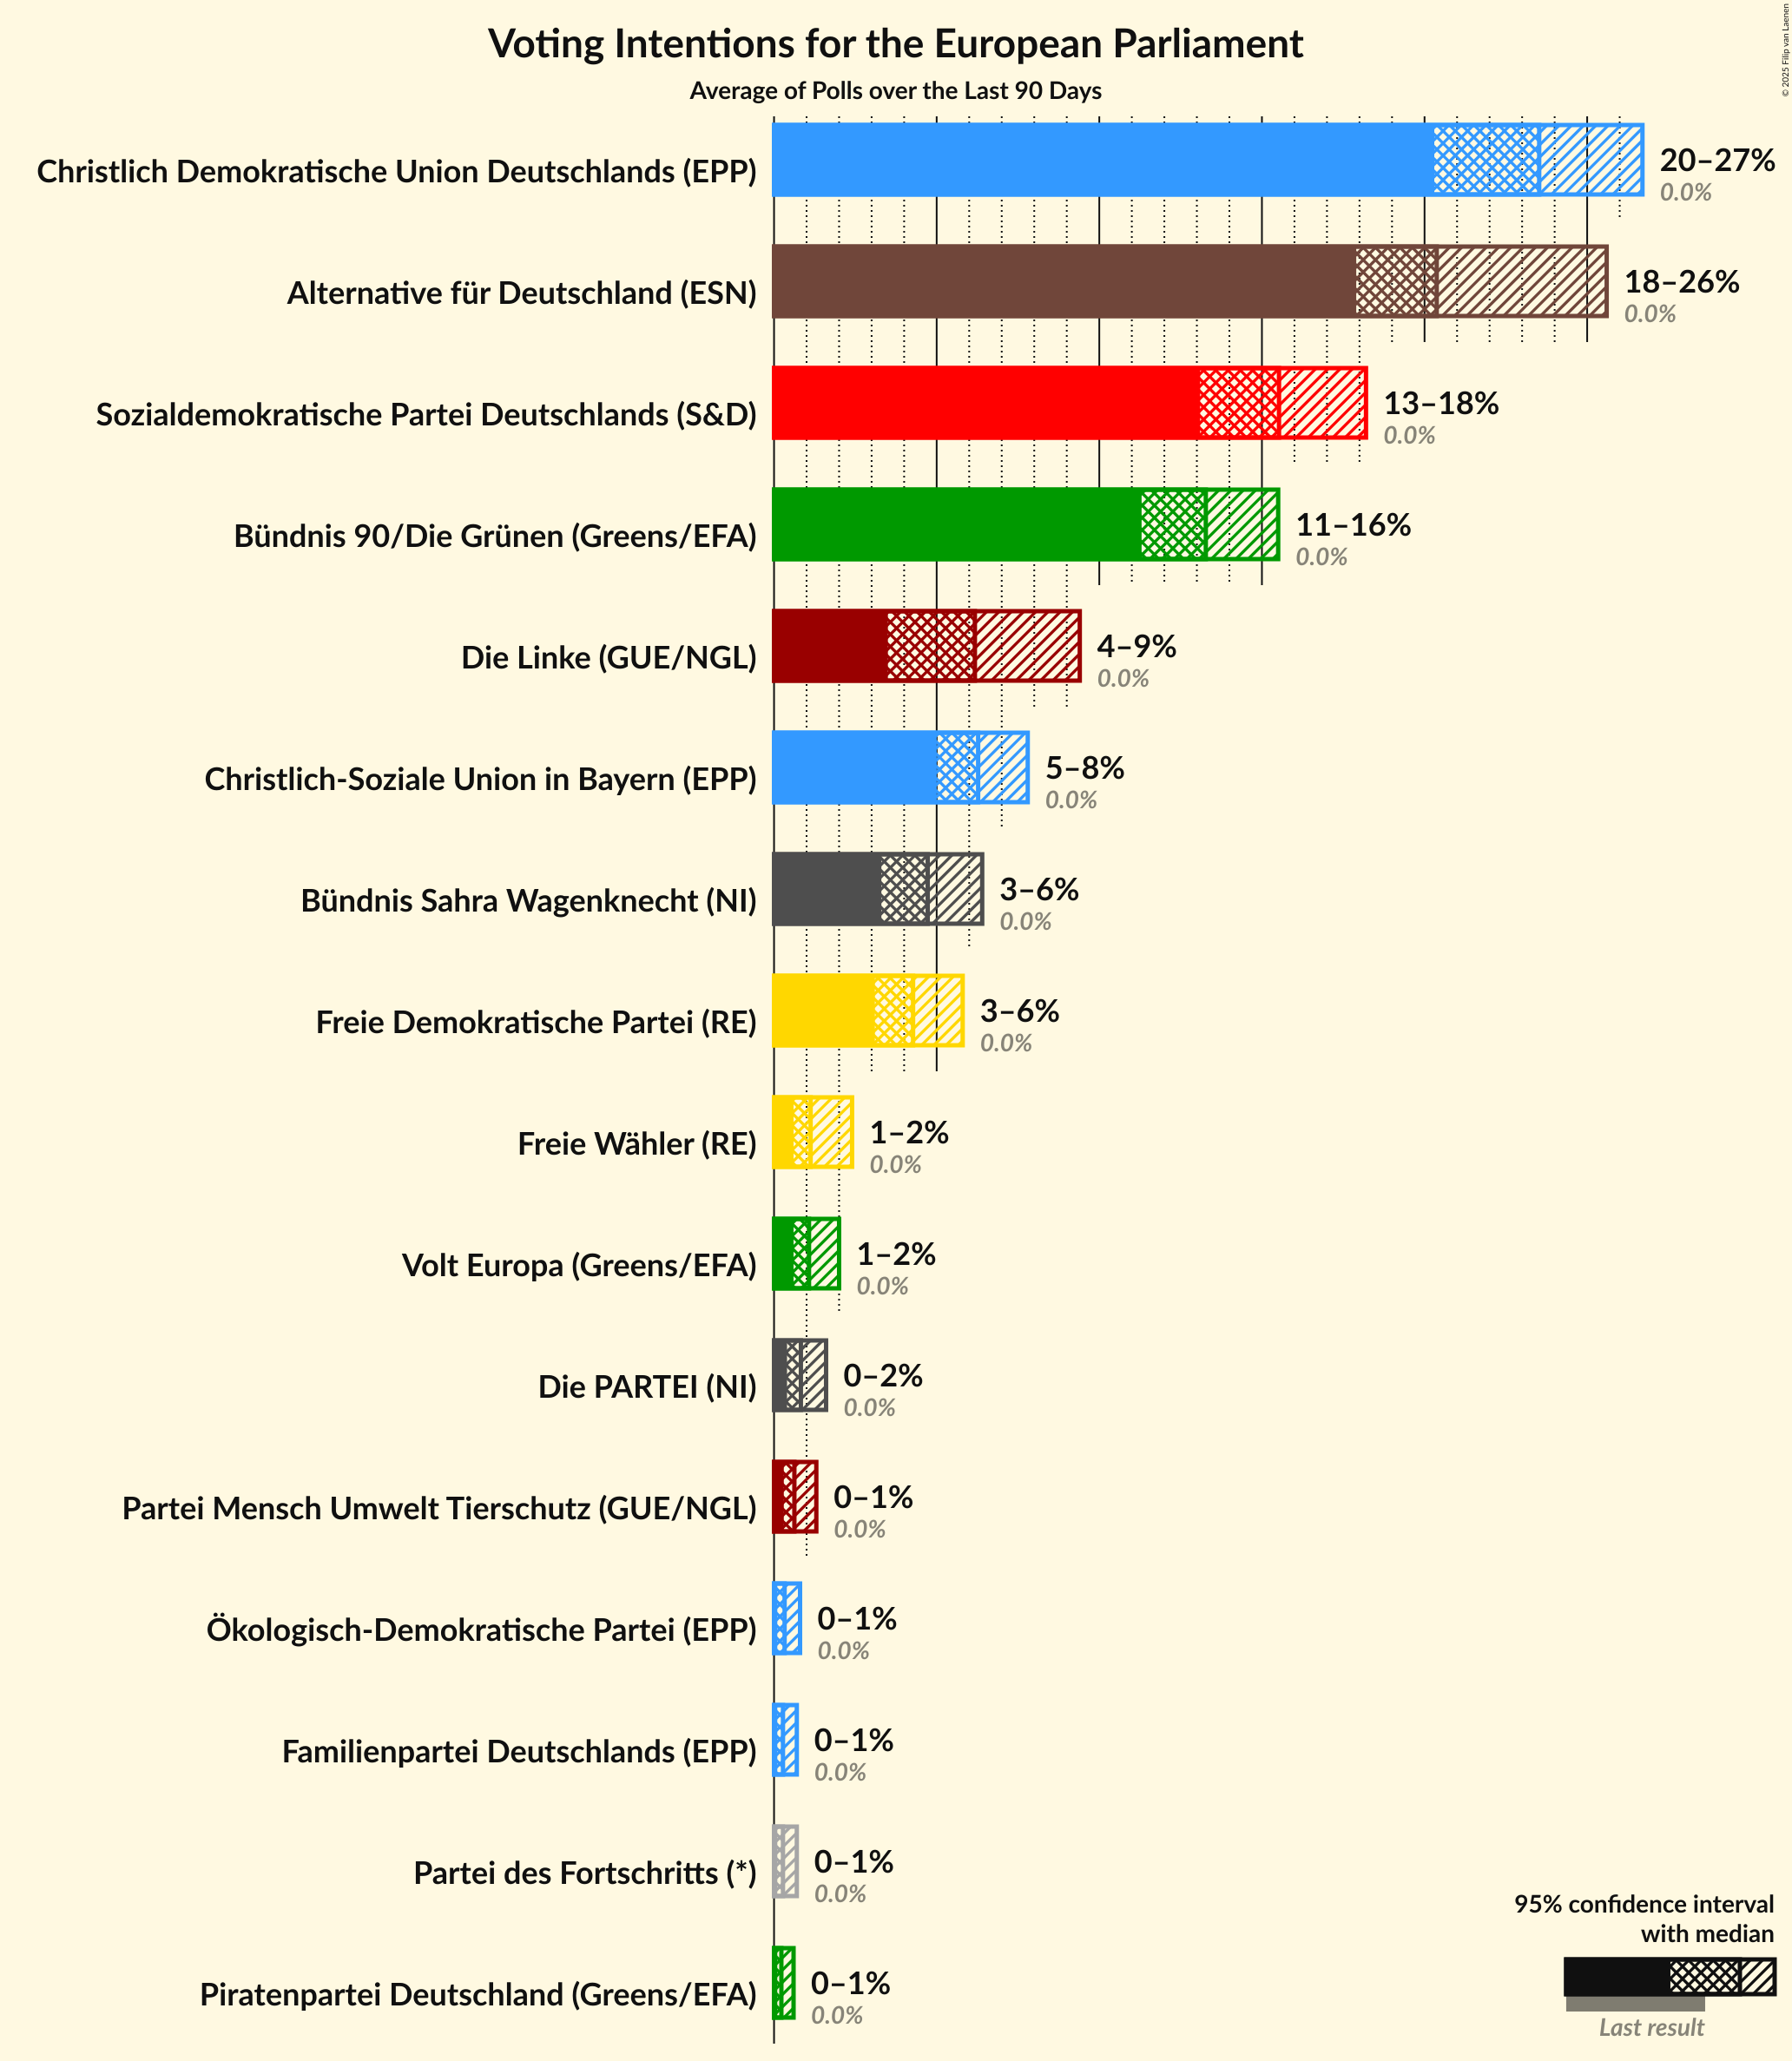 © 2025 Filip van Laenen
Voting Intentions for the European Parliament
Average of Polls over the Last 90 Days
Christlich Demokratische Union Deutschlands (EPP)
20–27%
0.0%
Alternative für Deutschland (ESN)
18–26%
0.0%
Sozialdemokratische Partei Deutschlands (S&D)
13–18%
0.0%
Bündnis 90/Die Grünen (Greens/EFA)
11–16%
0.0%
Die Linke (GUE/NGL)
4–9%
0.0%
Christlich-Soziale Union in Bayern (EPP)
5–8%
0.0%
Bündnis Sahra Wagenknecht (NI)
3–6%
0.0%
Freie Demokratische Partei (RE)
3–6%
0.0%
Freie Wähler (RE)
1–2%
0.0%
Volt Europa (Greens/EFA)
1–2%
0.0%
Die PARTEI (NI)
0–2%
0.0%
Partei Mensch Umwelt Tierschutz (GUE/NGL)
0–1%
0.0%
Ökologisch-Demokratische Partei (EPP)
0–1%
0.0%
Familienpartei Deutschlands (EPP)
0–1%
0.0%
Partei des Fortschritts (*)
0–1%
0.0%
Piratenpartei Deutschland (Greens/EFA)
0–1%
0.0%
95% confidence interval
with median
Last result